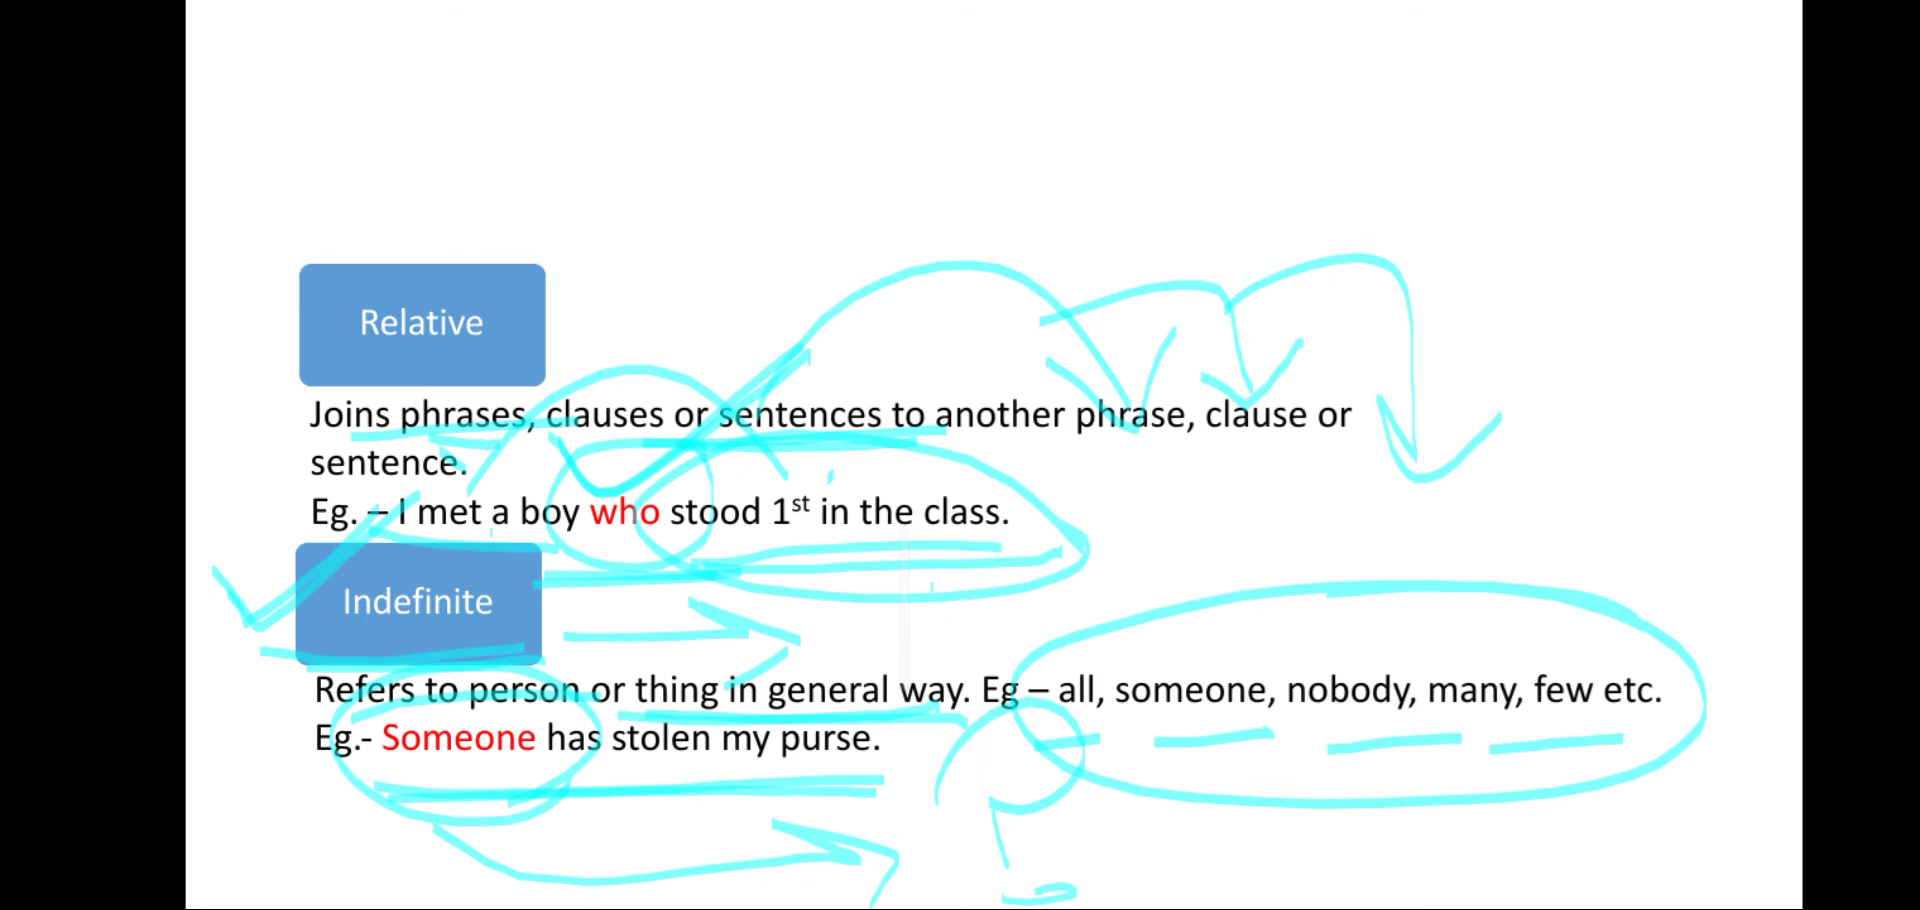 Relative
Joins phrases, clauses or sentences to another phrase, clause or
sentence.
Eg. – I met a boy who stood 1st in the class.
Indefinite
Refers to person or thing in general way. Eg – all, someone, nobody, many, few etc.
Eg.- Someone has stolen my purse.